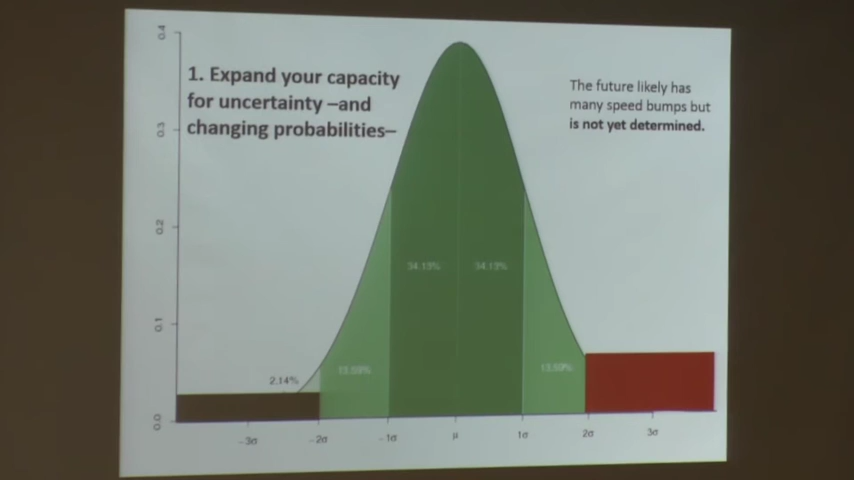 1. Expand your capacity
for uncertainty –and
changing probabilities–
The future likely has
many speed bumps but
is not yet determined.
0.4
0.3
0.2
0.1
0.0
34.13% 34.13%
13.59% 13.59%
2.14%
−3σ −2σ −1σ μ 1σ 2σ 3σ